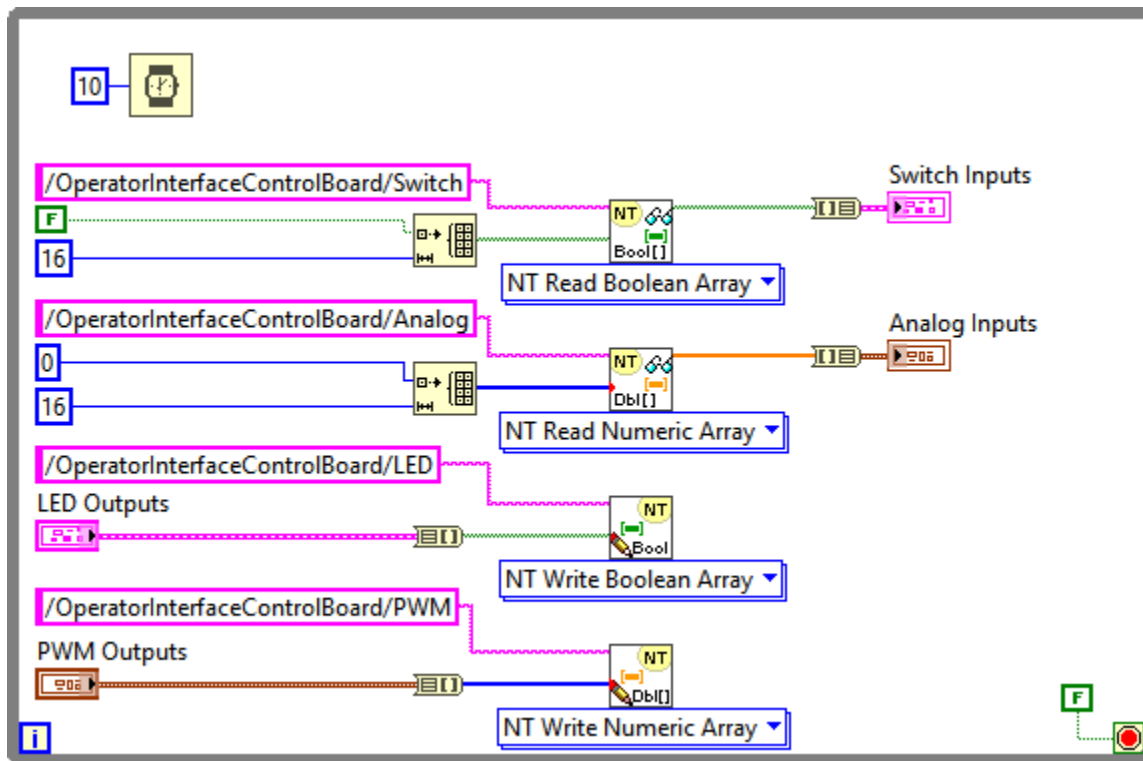 10
/OperatorInterfaceControlBoard/Switch
Switch Inputs
F
16
NT
Bool[]
NT Read Boolean Array
/OperatorInterfaceControlBoard/Analog
Analog Inputs
0
16
NT
Dbl[]
NT Read Numeric Array
/OperatorInterfaceControlBoard/LED
LED Outputs
NT
Bool
NT Write Boolean Array
/OperatorInterfaceControlBoard/PWM
PWM Outputs
NT
Dbl[]
NT Write Numeric Array
F
i